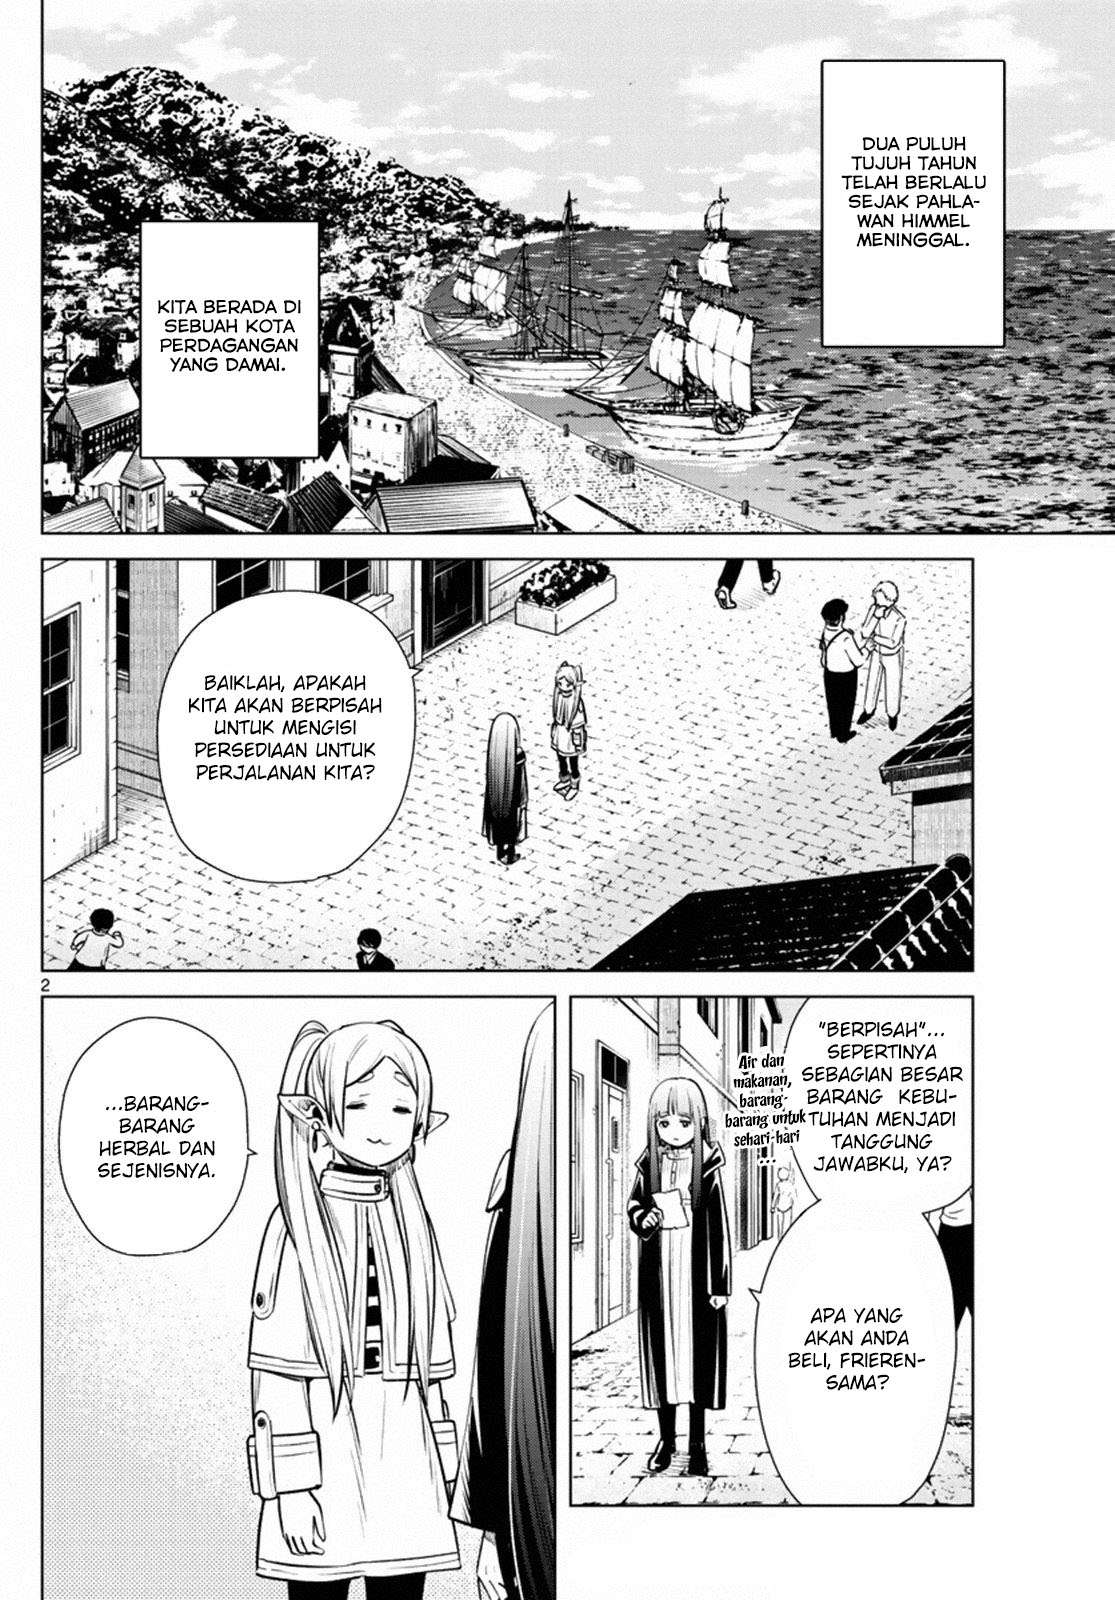 DUA PULUH
TUJUH TAHUN
TELAH BERLALU
SEJAK PAHLA-
WAN HIMMEL
MENINGGAL.
KITA BERADA DI
SEBUAH KOTA
PERDAGANGAN
YANG DAMAI.
BAIKLAH, APAKAH
KITA AKAN BERPISAH
UNTUK MENGISI
PERSEDIAAN UNTUK
PERJALANAN KITA?
2
"BERPISAH"...
SEPERTINYA
SEBAGIAN BESAR
BARANG KEBU-
TUHAN MENJADI
TANGGUNG
JAWABKU, YA?
Air dan
makanan,
barang-
barang untuk
sehari-hari
...
APA YANG
AKAN ANDA
BELI, FRIEREN-
SAMA?
...BARANG-
BARANG
HERBAL DAN
SEJENISNYA.